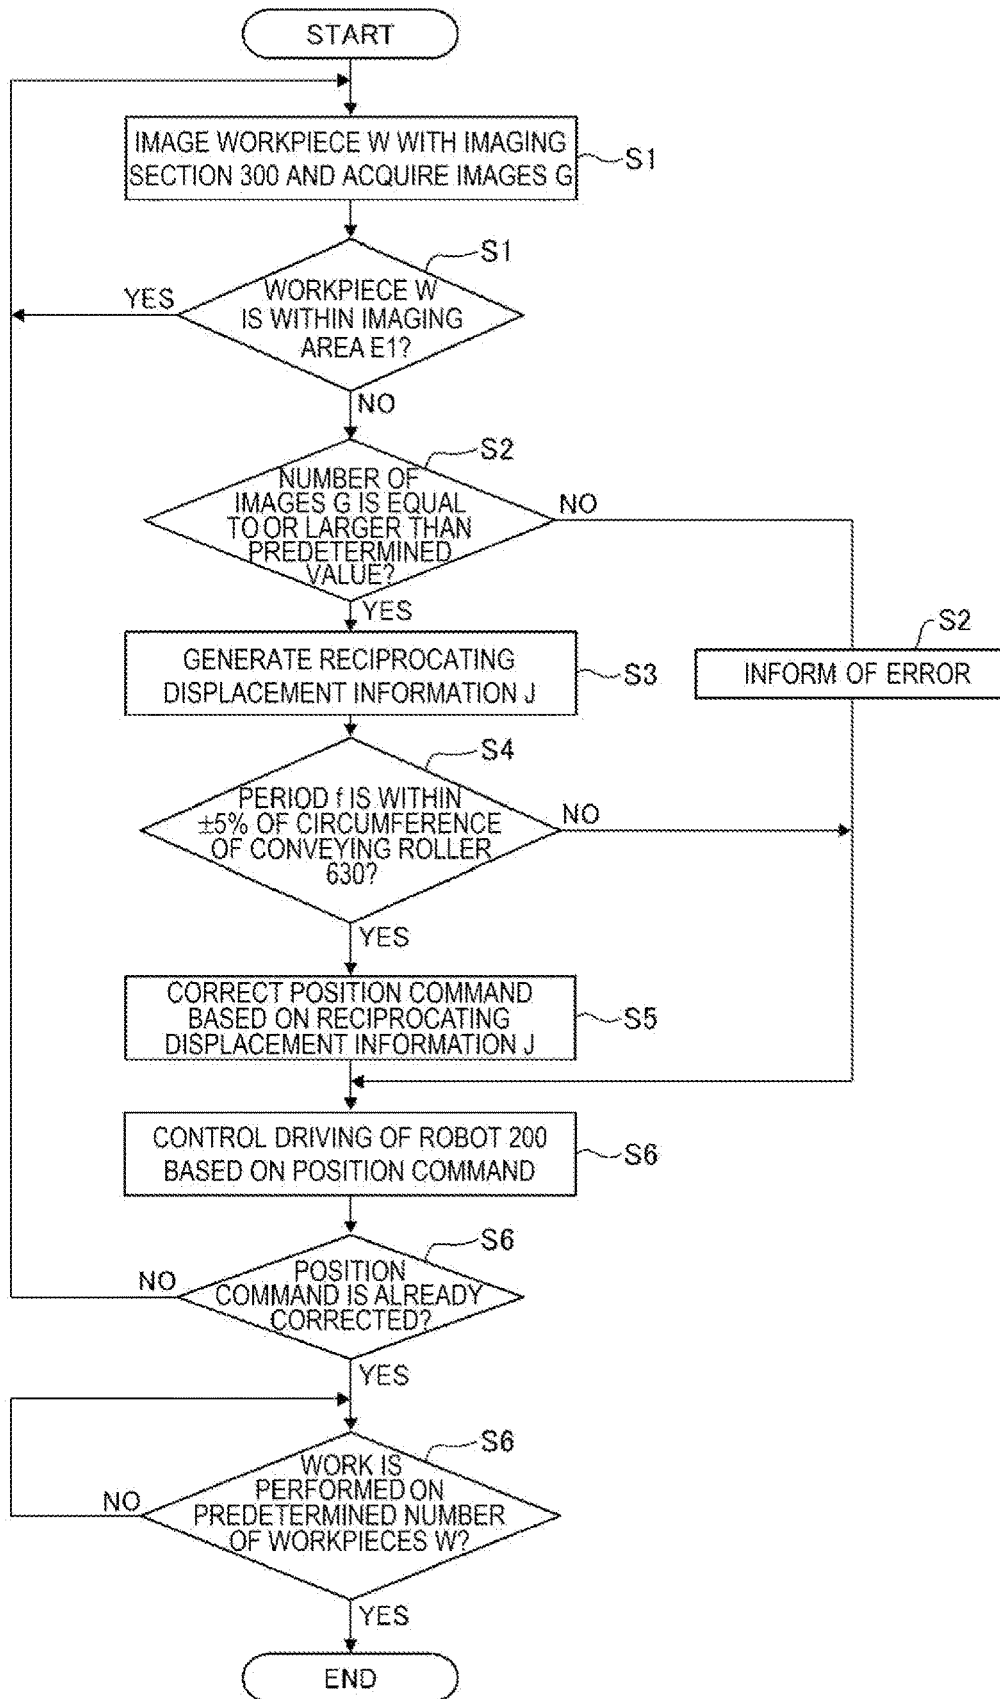 START
IMAGE WORKPIECE W WITH IMAGING
SECTION 300 AND ACQUIRE IMAGES G
S1
S1
WORKPIECE W
IS WITHIN IMAGING
AREA E1?
YES
NO
S2
NUMBER OF
IMAGES G IS EQUAL
TO OR LARGER THAN
PREDETERMINED
VALUE?
NO
YES
S2
INFORM OF ERROR
GENERATE RECIPROCATING
DISPLACEMENT INFORMATION J
S3
S4
PERIOD f IS WITHIN
±5% OF CIRCUMFERENCE
OF CONVEYING ROLLER
630?
NO
YES
CORRECT POSITION COMMAND
BASED ON RECIPROCATING
DISPLACEMENT INFORMATION J
S5
CONTROL DRIVING OF ROBOT 200
BASED ON POSITION COMMAND
S6
S6
POSITION
COMMAND IS ALREADY
CORRECTED?
NO
YES
S6
WORK IS
PERFORMED ON
PREDETERMINED NUMBER
OF WORKPIECES W?
NO
YES
END